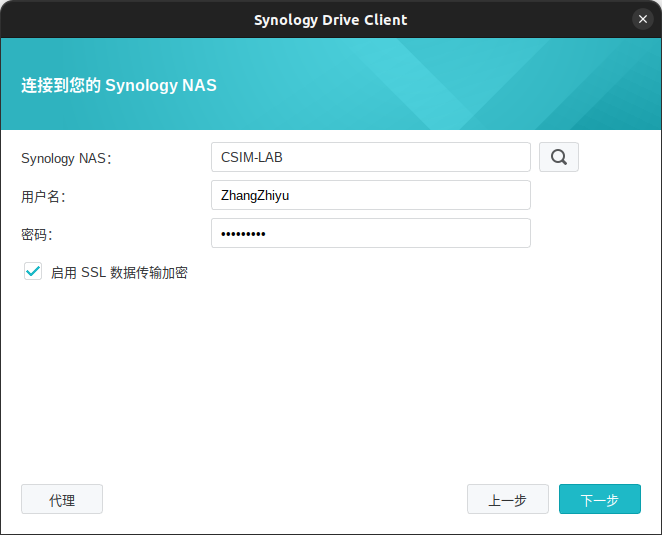 Synology Drive Client
连接到您的 Synology NAS
Synology NAS：
CSIM-LAB
用户名：
ZhangZhiyu
密码：
•••••••••
启用 SSL 数据传输加密
代理
上一步
下一步